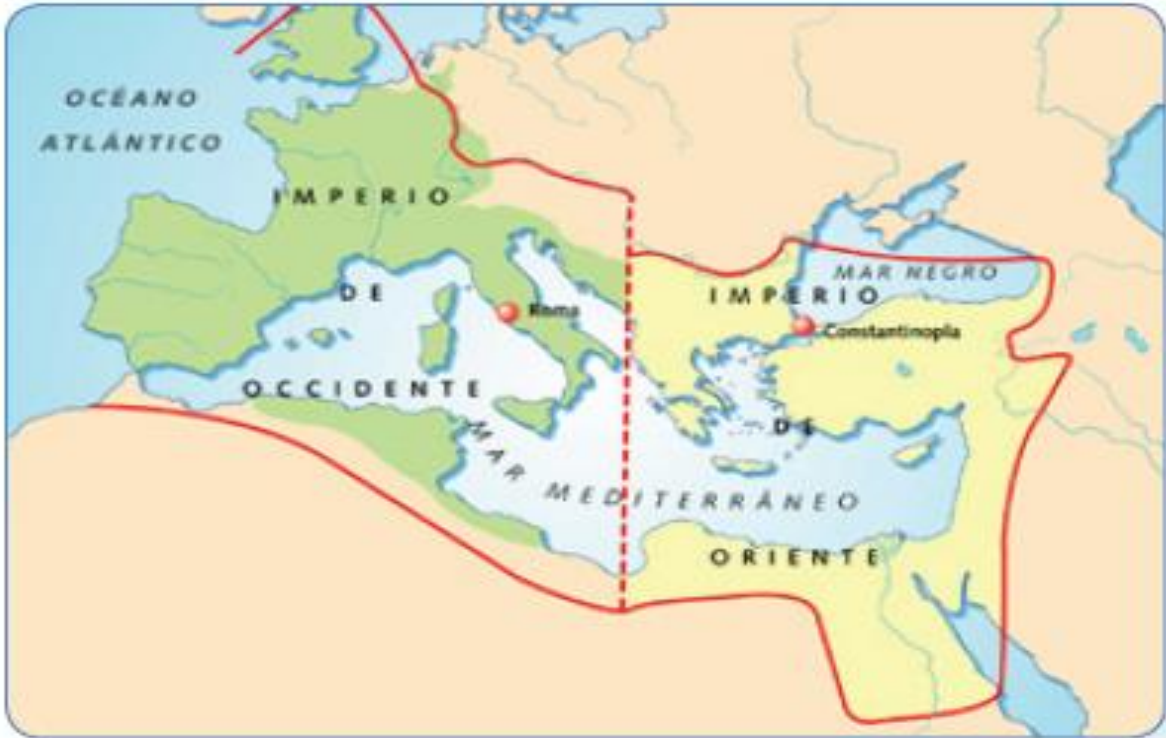 OCÉANO
ATLÁNTICO
IMPERIO
DE
OCCIDENTE
Roma
MAR MEDITERRÁNEO
MAR NEGRO
IMPERIO
Constantinopla
DE
ORIENTE